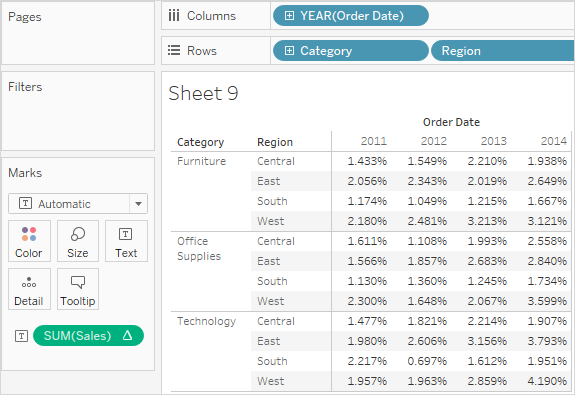 Pages
Columns
YEAR(Order Date)
Rows
Category
Region
Filters
Marks
Automatic
Color
Size
Text
Detail
Tooltip
SUM(Sales)
Sheet 9
Order Date
Category Region 2011 2012 2013 2014
Furniture Central 1.433% 1.549% 2.210% 1.938%
East 2.056% 2.343% 2.019% 2.649%
South 1.174% 1.049% 1.215% 1.667%
West 2.180% 2.481% 3.213% 3.121%
Office Central 1.611% 1.108% 1.993% 2.558%
Supplies East 1.566% 1.857% 2.683% 2.840%
South 1.130% 1.360% 1.245% 1.734%
West 2.300% 1.648% 2.067% 3.599%
Technology Central 1.477% 1.821% 2.214% 1.907%
East 1.980% 2.606% 3.156% 3.793%
South 2.217% 0.697% 1.612% 1.951%
West 1.957% 1.963% 2.859% 4.190%